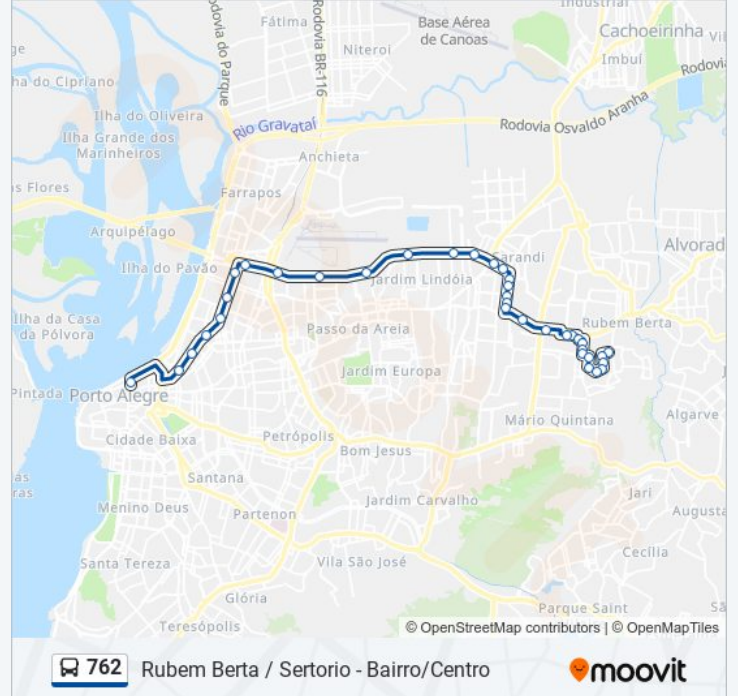 Industrial
Fátima
Base Aérea
de Canoas
Cachoeirinha
Niteroi
Rodovia do Parque
Rodovia BR-116
Imbuí
Rodovia
ha do Cipriano
Ilha do Oliveira
Rio Gravataí
Rodovia Osvaldo Aranha
Ilha Grande dos
Marinheiros
Anchieta
s Flores
Farrapos
Arquipélago
Alvorad
Sarandi
Ilha do Pavão
Jardim Lindóia
Ilha da Casa
da Pólvora
Passo da Areia
Rubem Berta
Jardim Europa
Pintada
Porto Alegre
Algarve
Mário Quintana
Cidade Baixa
Petrópolis
Bom Jesus
Santana
Jardim Carvalho
Jari
Menino Deus
Partenon
Augusta
Cecília
Vila São José
Santa Tereza
Glória
Parque Saint
Teresópolis
© OpenStreetMap contributors | © OpenMapTiles
762 Rubem Berta / Sertorio - Bairro/Centro
moovit